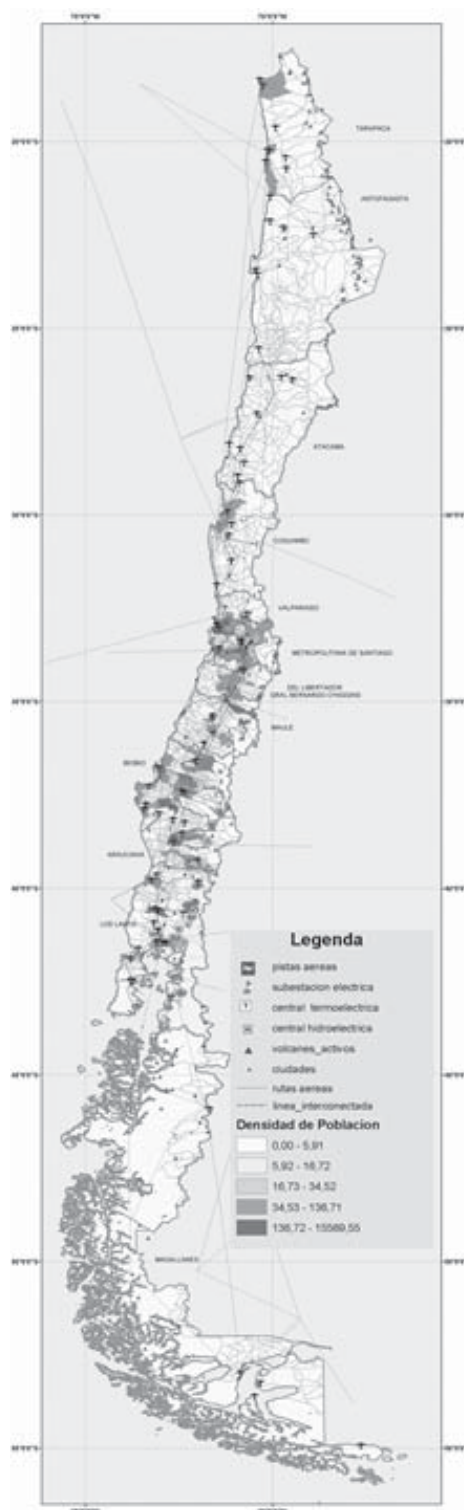 TARAPACA
ANTOFAGASTA
ATACAMA
COQUIMBO
VALPARAISO
METROPOLITANA DE SANTIAGO
DEL LIBERTADOR
GRAL BERNARDO O'HIGGINS
MAULE
BIOBIO
ARAUCANIA
LOS LAGOS
Legenda
pistas aereas
subestacion electrica
central termoelectrica
central hidroelectrica
volcanes_activos
ciudades
rutas aereas
linea_interconectada
Densidad de Poblacion
0,00 - 5,91
5,92 - 16,72
16,73 - 34,52
34,53 - 136,71
136,72 - 15569,55
MAGALLANES